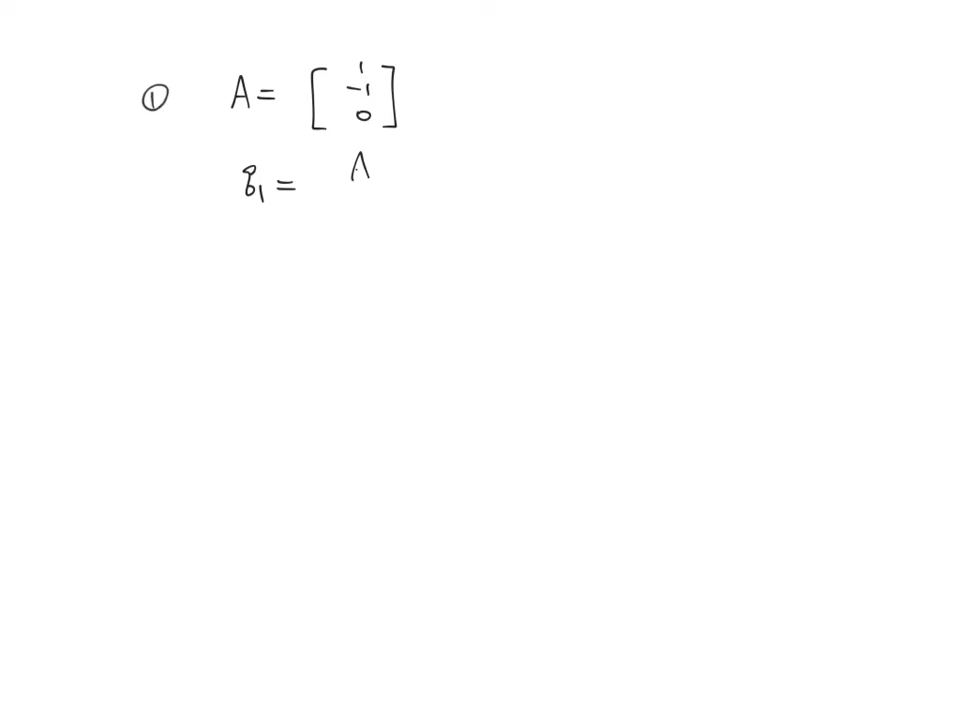 ① A = [ 1 -1 0 ]
q₁ = A